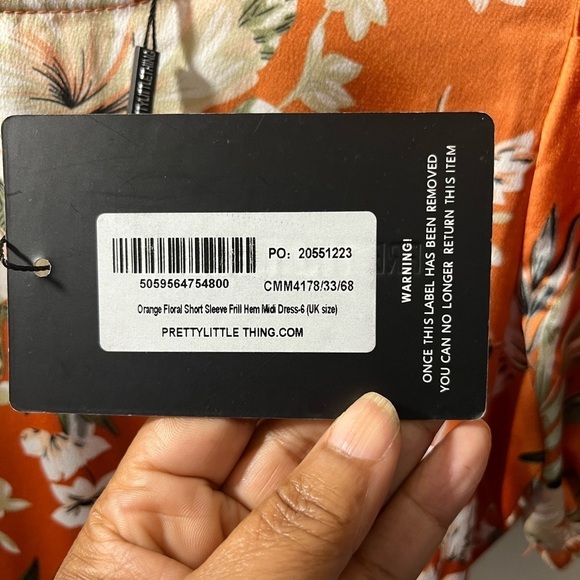 PRETTYLITTLETHING
PO: 20551223
5059564754800
CMM4178/33/68
Orange Floral Short Sleeve Frill Hem Midi Dress-6 (UK size)
PRETTYLITTLE THING.COM
WARNING!
ONCE THIS LABEL HAS BEEN REMOVED
YOU CAN NO LONGER RETURN THIS ITEM